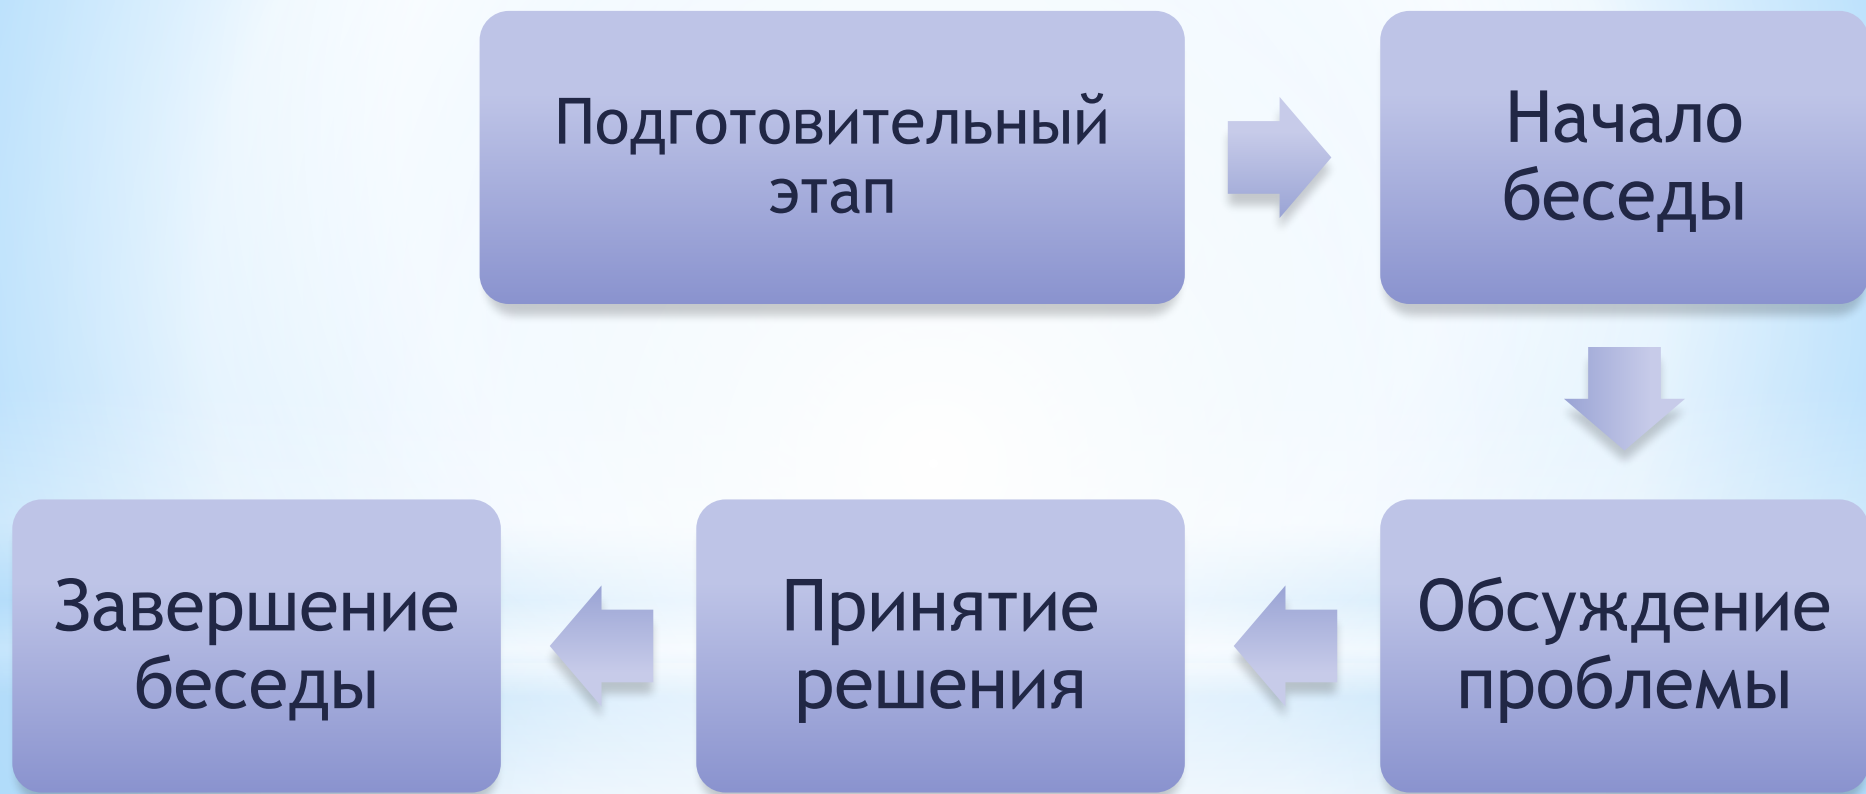 Подготовительный
этап
Начало
беседы
Обсуждение
проблемы
Принятие
решения
Завершение
беседы